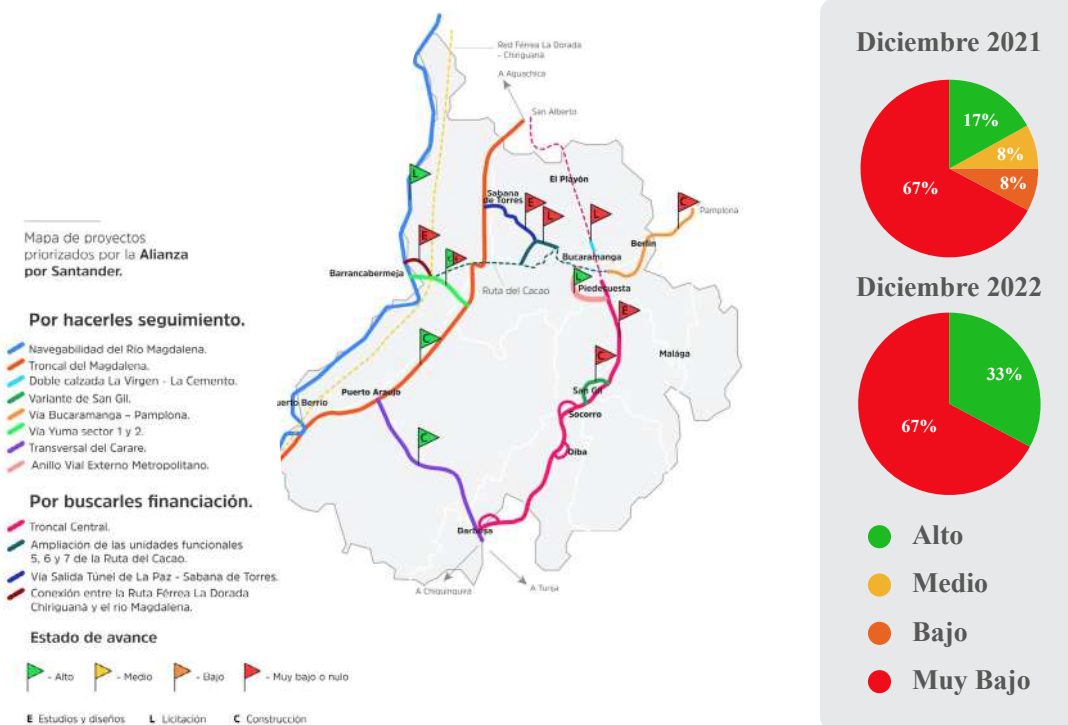 Mapa de proyectos
priorizados por la Alianza
por Santander.
Por hacerles seguimiento.
Navegabilidad del Río Magdalena.
Troncal del Magdalena.
Doble calzada La Virgen - La Cemento.
Variante de San Gil.
Vía Bucaramanga – Pamplona.
Vía Yuma sector 1 y 2.
Transversal del Carare.
Anillo Vial Externo Metropolitano.
Por buscarles financiación.
Troncal Central.
Ampliación de las unidades funcionales
5, 6 y 7 de la Ruta del Cacao.
Vía Salida Túnel de La Paz - Sabana de Torres.
Conexión entre la Ruta Férrea La Dorada
Chiriguaná y el río Magdalena.
Estado de avance
- Alto
- Medio
- Bajo
- Muy bajo o nulo
E Estudios y diseños
L Licitación
C Construcción
Red Férrea La Dorada
- Chiriguaná
A Aguachica
San Alberto
L
El Playón
Sabana
de Torres
E
L
L
C
Pamplona
E
Berlín
Bucaramanga
C
Barrancabermeja
Ruta del Cacao
L
Piedecuesta
E
C
C
Málaga
Puerto Araujo
San Gil
uerto Berrío
Socorro
C
Oiba
Barbosa
A Chiquinquirá
A Tunja
Diciembre 2021
17%
8%
8%
67%
Diciembre 2022
33%
67%
Alto
Medio
Bajo
Muy Bajo